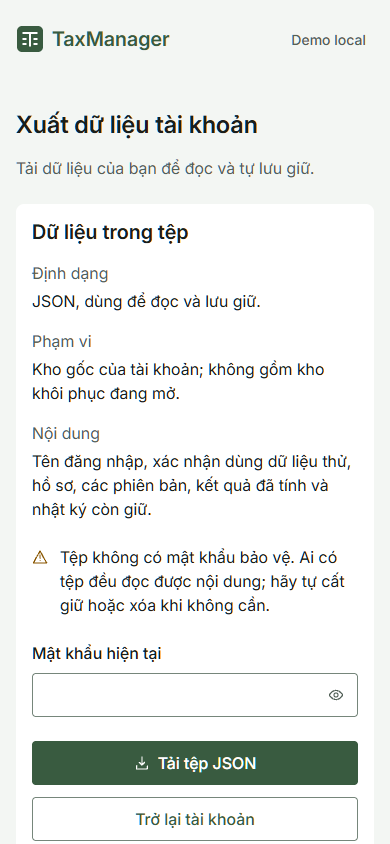 TaxManager
Demo local
Xuất dữ liệu tài khoản
Tải dữ liệu của bạn để đọc và tự lưu giữ.
Dữ liệu trong tệp
Định dạng
JSON, dùng để đọc và lưu giữ.
Phạm vi
Kho gốc của tài khoản; không gồm kho
khôi phục đang mở.
Nội dung
Tên đăng nhập, xác nhận dùng dữ liệu thử,
hồ sơ, các phiên bản, kết quả đã tính và
nhật ký còn giữ.
Tệp không có mật khẩu bảo vệ. Ai có
tệp đều đọc được nội dung; hãy tự cất
giữ hoặc xóa khi không cần.
Mật khẩu hiện tại
Tải tệp JSON
Trở lại tài khoản